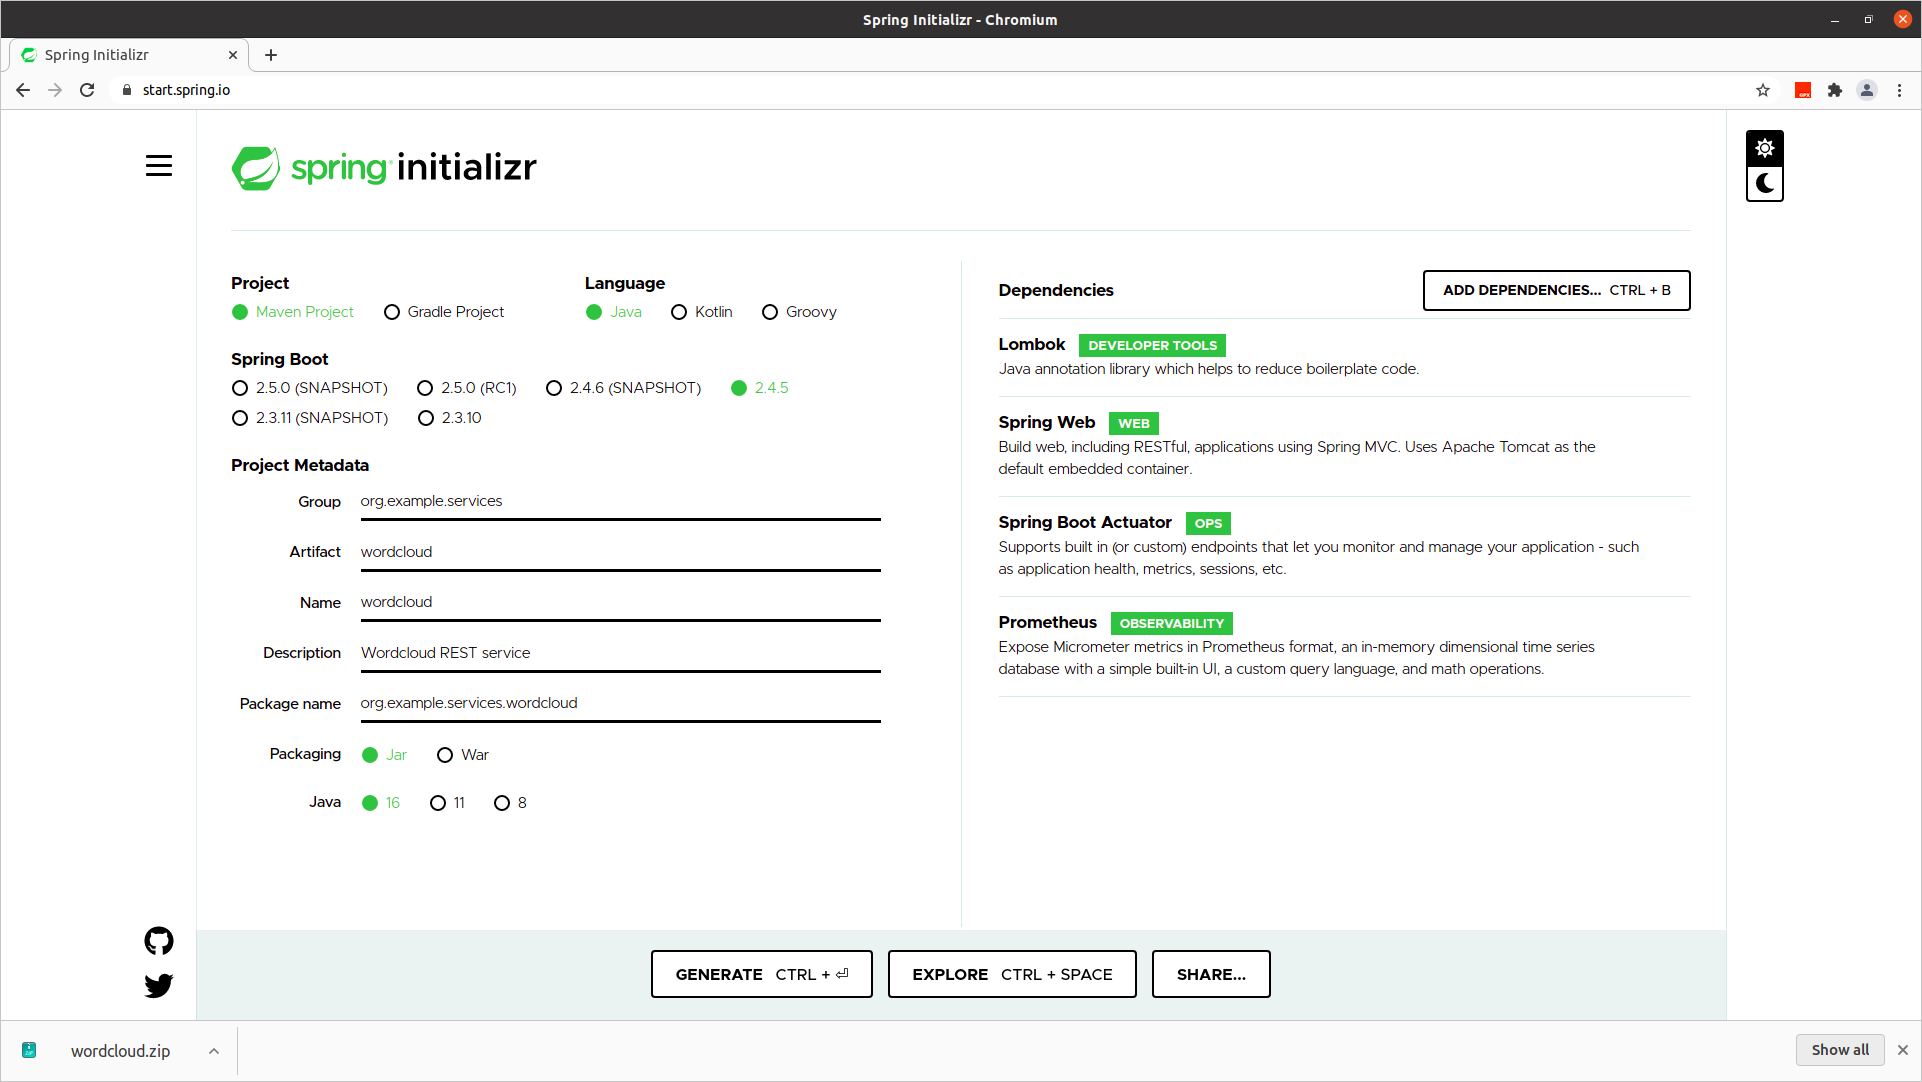 Spring Initializr - Chromium
Spring Initializr
start.spring.io
spring initializr
Project
Maven Project Gradle Project
Language
Java Kotlin Groovy
Spring Boot
2.5.0 (SNAPSHOT) 2.5.0 (RC1) 2.4.6 (SNAPSHOT) 2.4.5
2.3.11 (SNAPSHOT) 2.3.10
Project Metadata
Group org.example.services
Artifact wordcloud
Name wordcloud
Description Wordcloud REST service
Package name org.example.services.wordcloud
Packaging Jar War
Java 16 11 8
Dependencies
ADD DEPENDENCIES... CTRL + B
Lombok DEVELOPER TOOLS
Java annotation library which helps to reduce boilerplate code.
Spring Web WEB
Build web, including RESTful, applications using Spring MVC. Uses Apache Tomcat as the
default embedded container.
Spring Boot Actuator OPS
Supports built in (or custom) endpoints that let you monitor and manage your application - such
as application health, metrics, sessions, etc.
Prometheus OBSERVABILITY
Expose Micrometer metrics in Prometheus format, an in-memory dimensional time series
database with a simple built-in UI, a custom query language, and math operations.
GENERATE CTRL + ⏎
EXPLORE CTRL + SPACE
SHARE...
wordcloud.zip
Show all